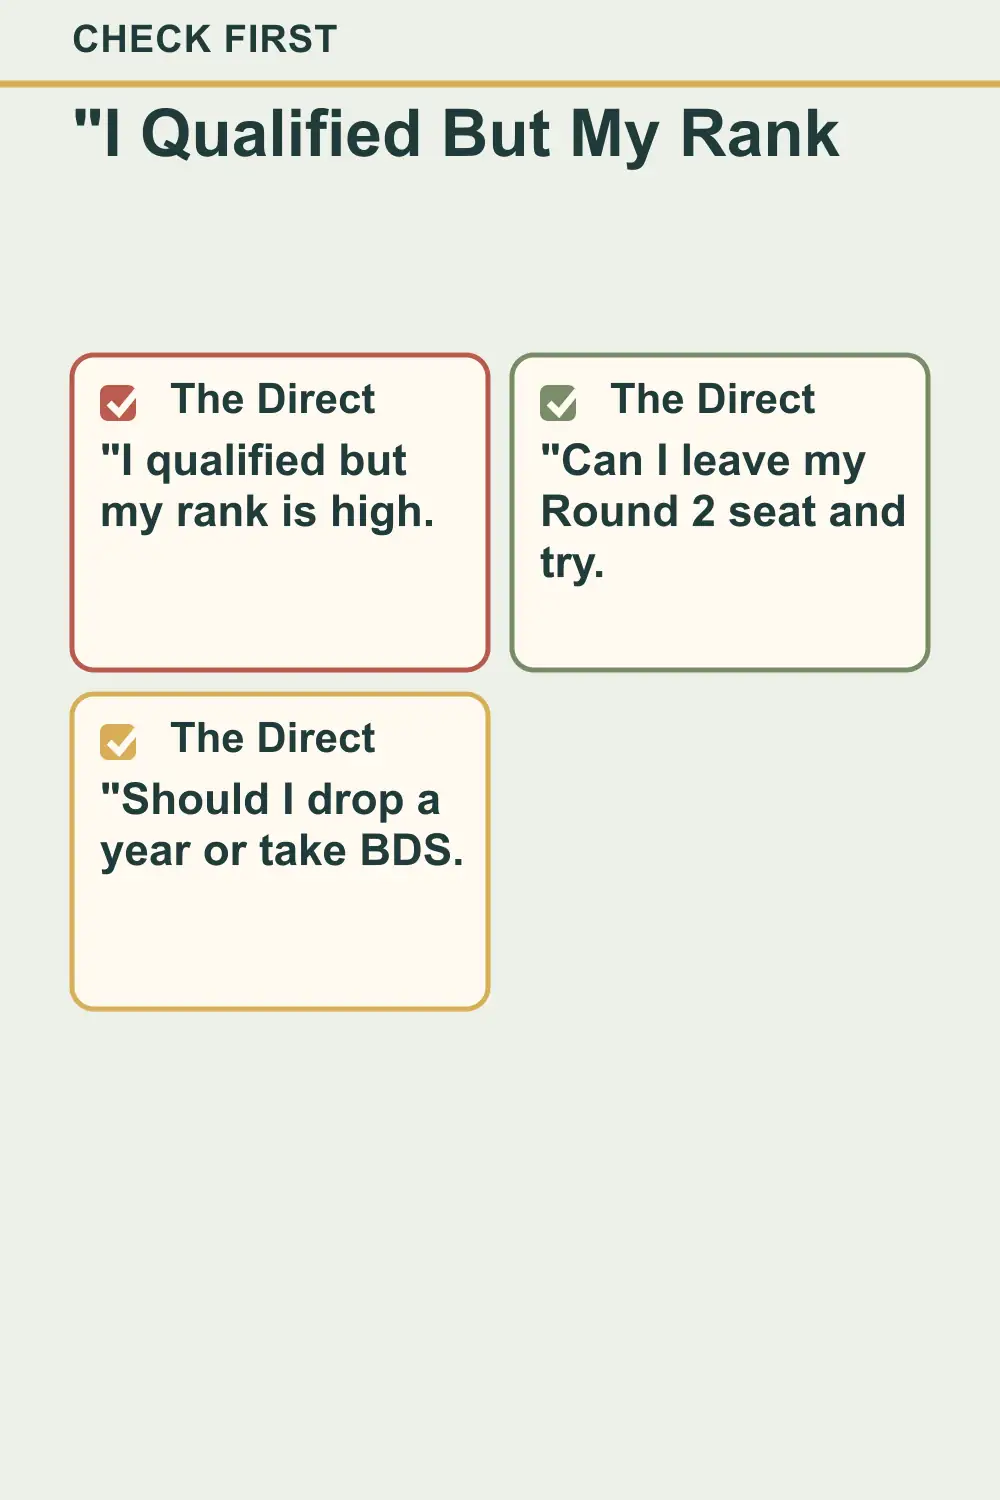 CHECK FIRST
"I Qualified But My Rank
The Direct
"I qualified but
my rank is high.
The Direct
"Can I leave my
Round 2 seat and
try.
The Direct
"Should I drop a
year or take BDS.